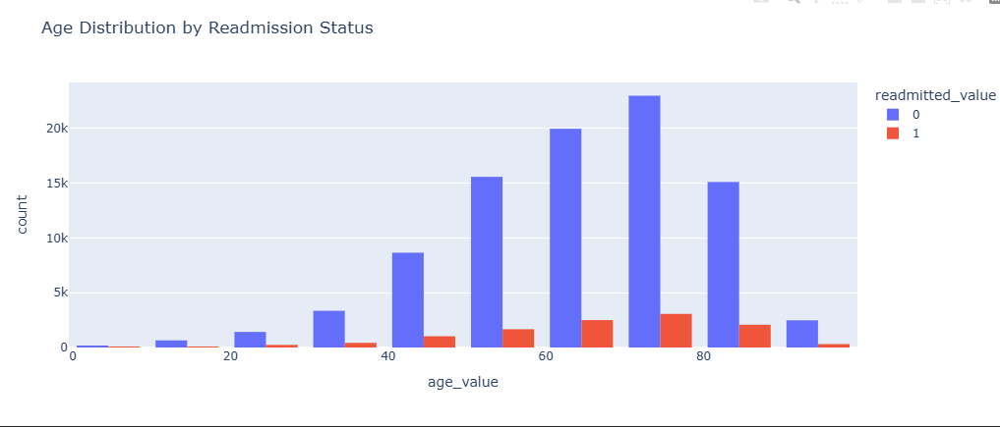 Age Distribution by Readmission Status
readmitted_value
0
1
20k
15k
10k
5k
0
count
0 20 40 60 80
age_value